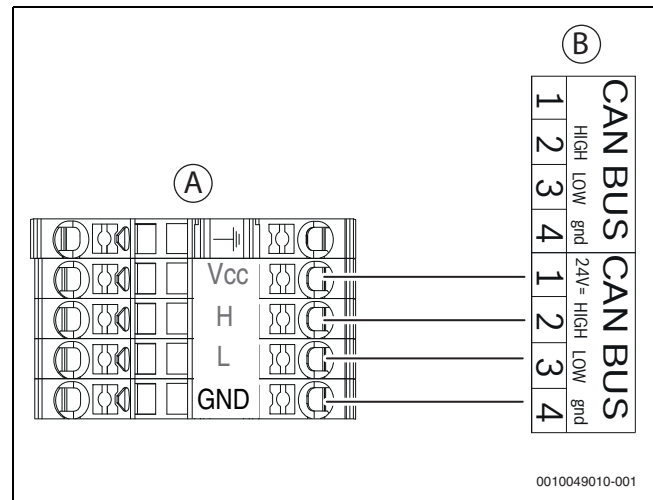 B
CAN BUS
1 2 3 4
HIGH LOW gnd
CAN BUS
1 2 3 4
24V= HIGH LOW gnd
A
Vcc
H
L
GND
0010049010-001